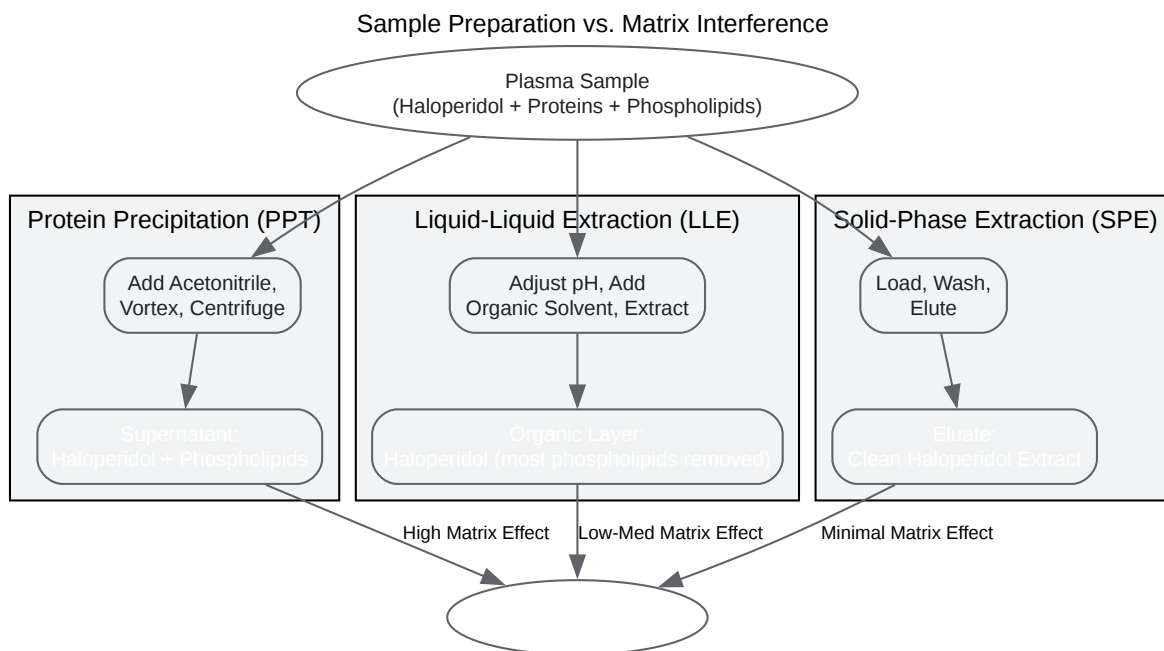 Sample Preparation vs. Matrix Interference
Plasma Sample
(Haloperidol + Proteins + Phospholipids)
Protein Precipitation (PPT)
Liquid-Liquid Extraction (LLE)
Solid-Phase Extraction (SPE)
Add Acetonitrile,
Vortex, Centrifuge
Adjust pH, Add
Organic Solvent, Extract
Load, Wash,
Elute
Supernatant:
Haloperidol + Phospholipids
Organic Layer:
Haloperidol (most phospholipids removed)
Eluate:
Clean Haloperidol Extract
High Matrix Effect
Low-Med Matrix Effect
Minimal Matrix Effect